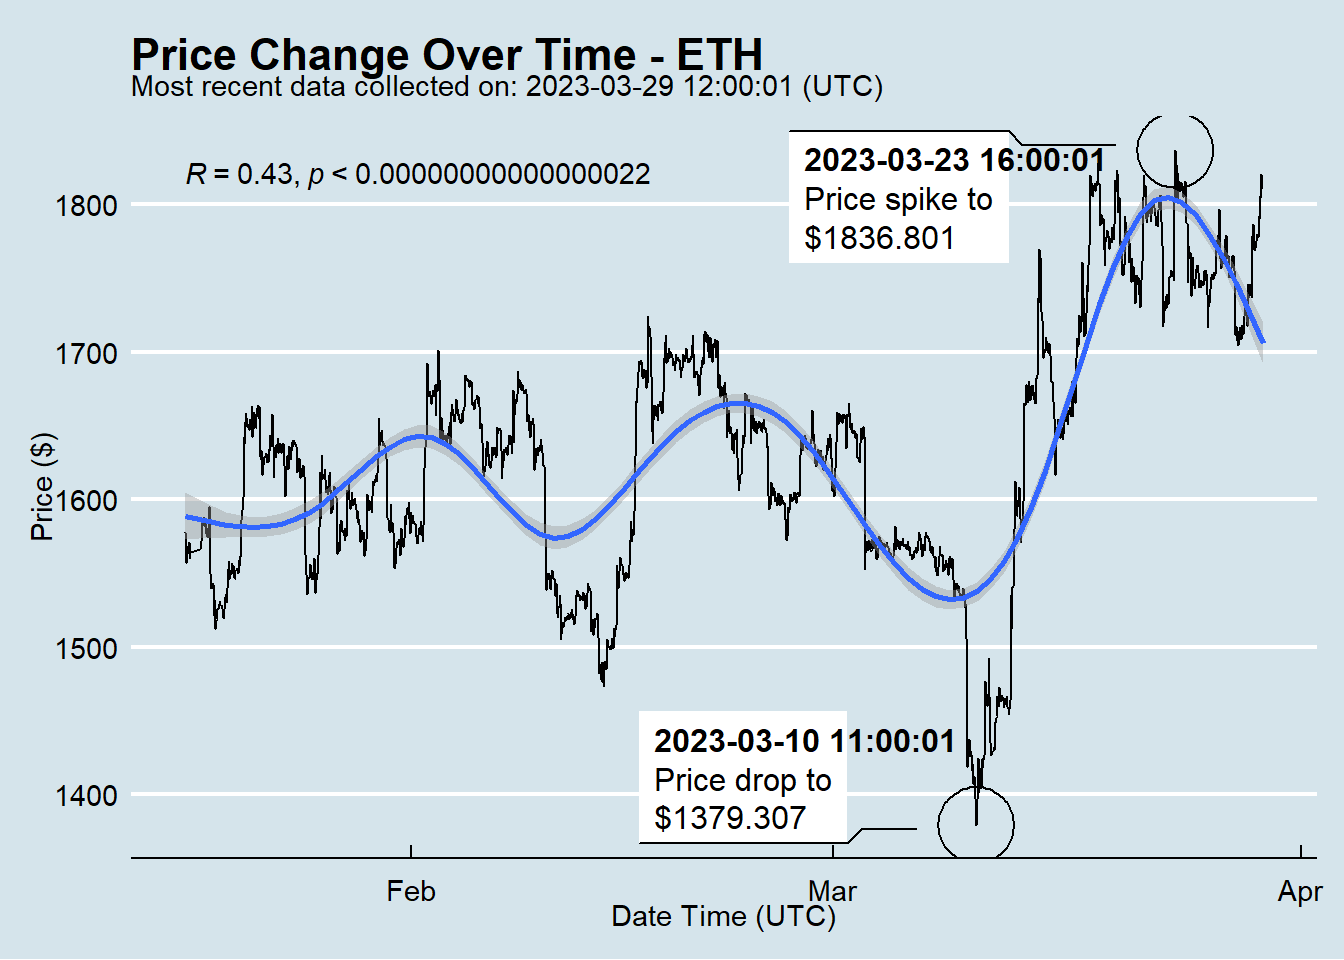 Price Change Over Time - ETH
Most recent data collected on: 2023-03-29 12:00:01 (UTC)
R = 0.43, p < 0.00000000000000022
2023-03-23 16:00:01
Price spike to
$1836.801
1800
1700
1600
1500
1400
Price ($)
2023-03-10 11:00:01
Price drop to
$1379.307
Feb
Mar
Apr
Date Time (UTC)